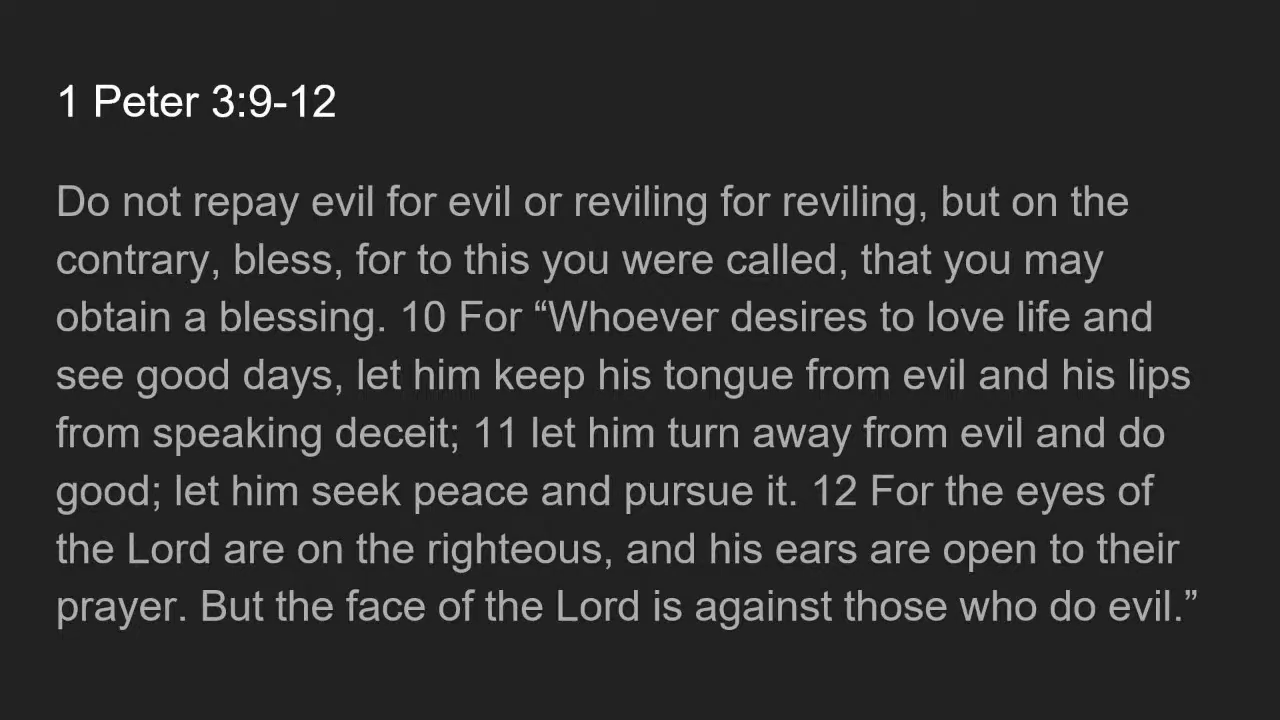 1 Peter 3:9-12
Do not repay evil for evil or reviling for reviling, but on the
contrary, bless, for to this you were called, that you may
obtain a blessing. 10 For “Whoever desires to love life and
see good days, let him keep his tongue from evil and his lips
from speaking deceit; 11 let him turn away from evil and do
good; let him seek peace and pursue it. 12 For the eyes of
the Lord are on the righteous, and his ears are open to their
prayer. But the face of the Lord is against those who do evil.”